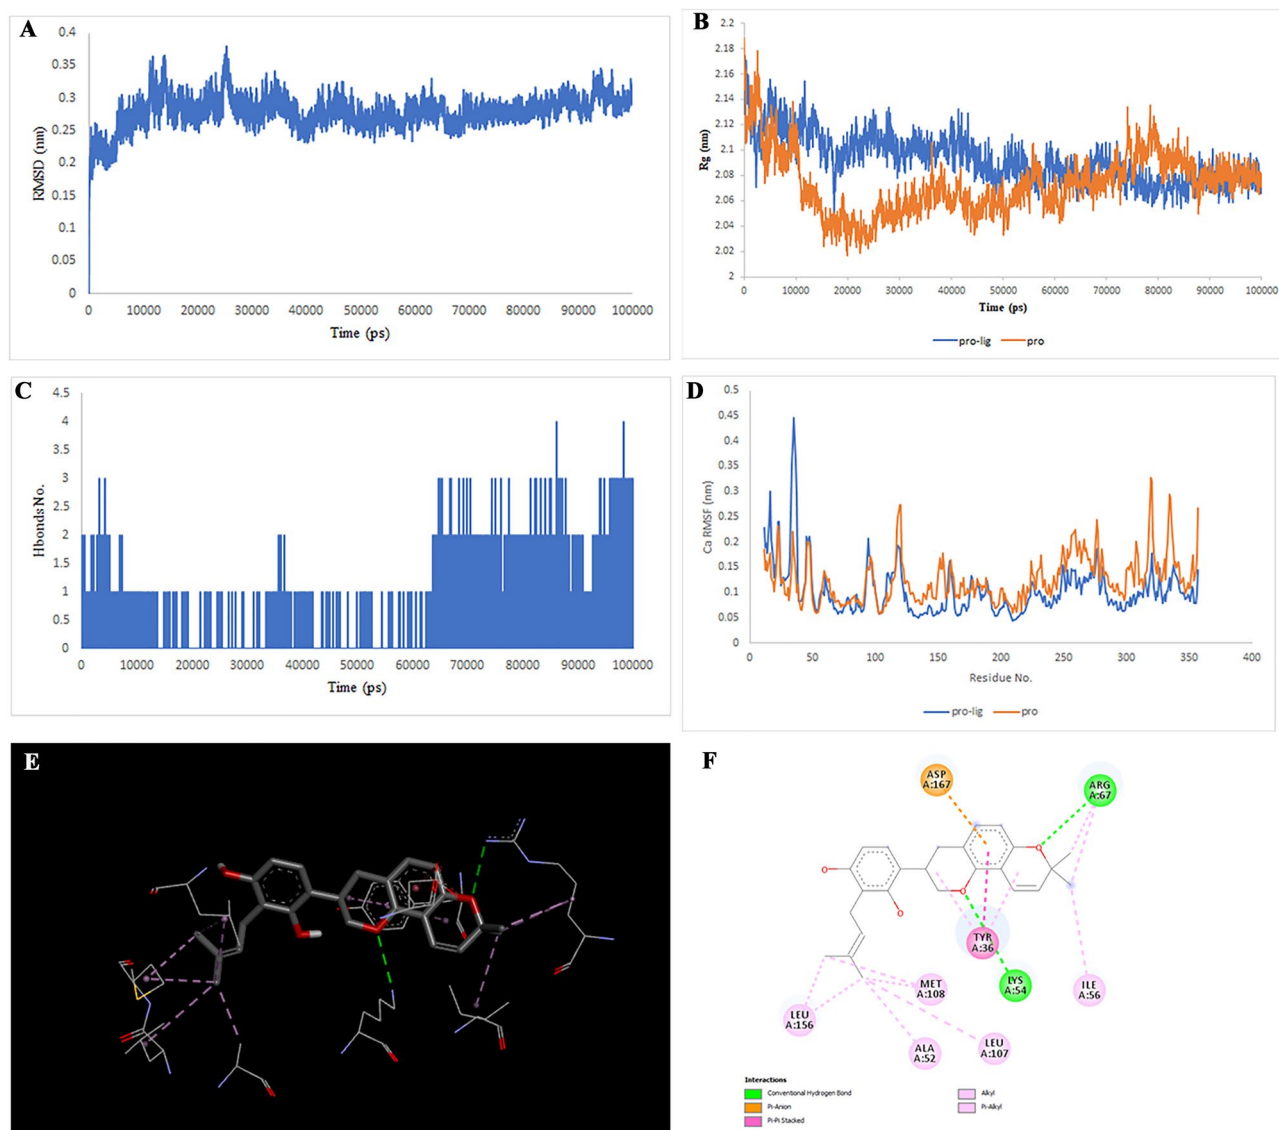 A
0.4
0.35
0.3
0.25
0.2
0.15
0.1
0.05
0
RMSD (nm)
0 10000 20000 30000 40000 50000 60000 70000 80000 90000 100000
Time (ps)
B
2.2
2.18
2.16
2.14
2.12
2.1
2.08
2.06
2.04
2.02
2
Rg (nm)
0 10000 20000 30000 40000 50000 60000 70000 80000 90000 100000
Time (ps)
pro-lig pro
C
4.5
4
3.5
3
2.5
2
1.5
1
0.5
0
Hbonds No.
0 10000 20000 30000 40000 50000 60000 70000 80000 90000 100000
Time (ps)
D
0.5
0.45
0.4
0.35
0.3
0.25
0.2
0.15
0.1
0.05
0
Ca RMSF (nm)
0 50 100 150 200 250 300 350 400
Residue No.
pro-lig pro
E
F
ASP
A:167
ARG
A:67
O
O
O
O
TYR
A:36
LYS
A:54
ILE
A:56
MET
A:108
LEU
A:156
ALA
A:52
LEU
A:107
Interactions
Conventional Hydrogen Bond
Pi-Anion
Pi-Pi Stacked
Alkyl
Pi-Alkyl